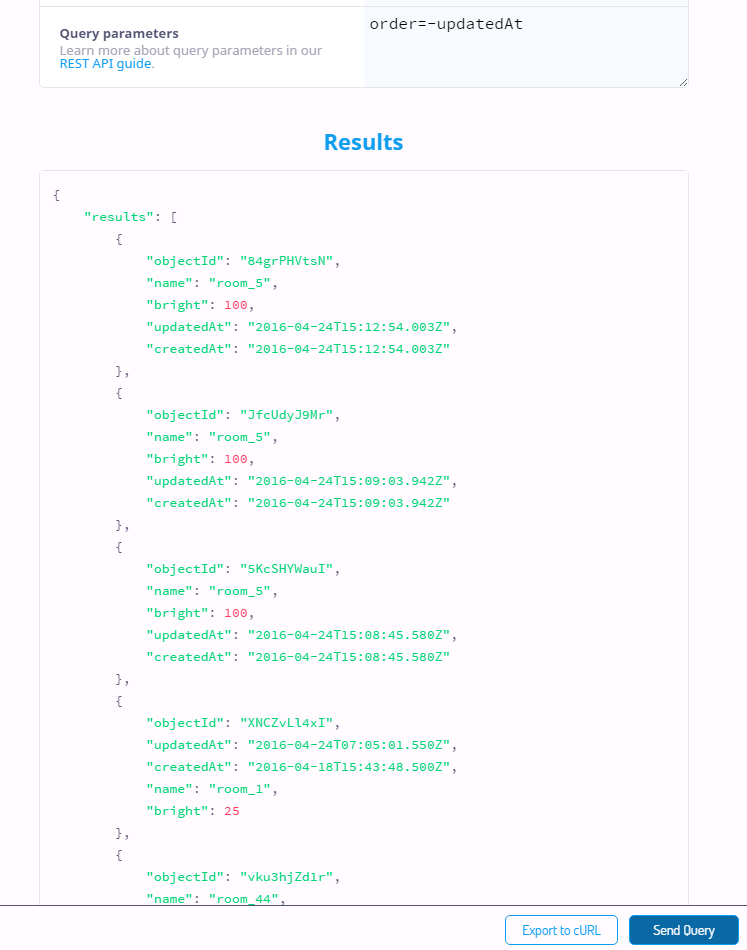 Query parameters
Learn more about query parameters in our
REST API guide.
order=-updatedAt
Results
{
"results": [
{
"objectId": "84grPHVtsN",
"name": "room_5",
"bright": 100,
"updatedAt": "2016-04-24T15:12:54.003Z",
"createdAt": "2016-04-24T15:12:54.003Z"
},
{
"objectId": "JfcUdyJ9Mr",
"name": "room_5",
"bright": 100,
"updatedAt": "2016-04-24T15:09:03.942Z",
"createdAt": "2016-04-24T15:09:03.942Z"
},
{
"objectId": "5KcSHYWauI",
"name": "room_5",
"bright": 100,
"updatedAt": "2016-04-24T15:08:45.580Z",
"createdAt": "2016-04-24T15:08:45.580Z"
},
{
"objectId": "XNCZvLl4xI",
"updatedAt": "2016-04-24T07:05:01.550Z",
"createdAt": "2016-04-18T15:43:48.500Z",
"name": "room_1",
"bright": 25
},
{
"objectId": "vku3hjZd1r",
"name": "room_44",
Export to cURL
Send Query